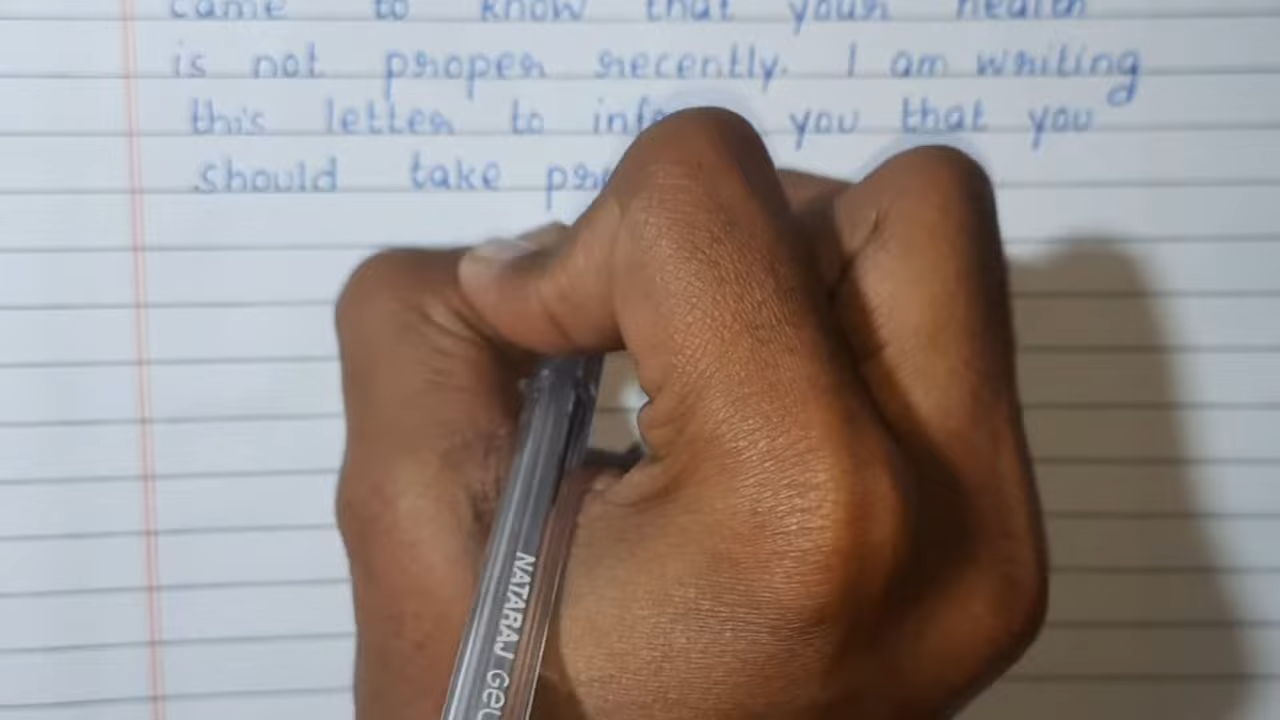 came to know that your health
is not proper recently. I am writing
this letter to you that you
should take
NATARAJ